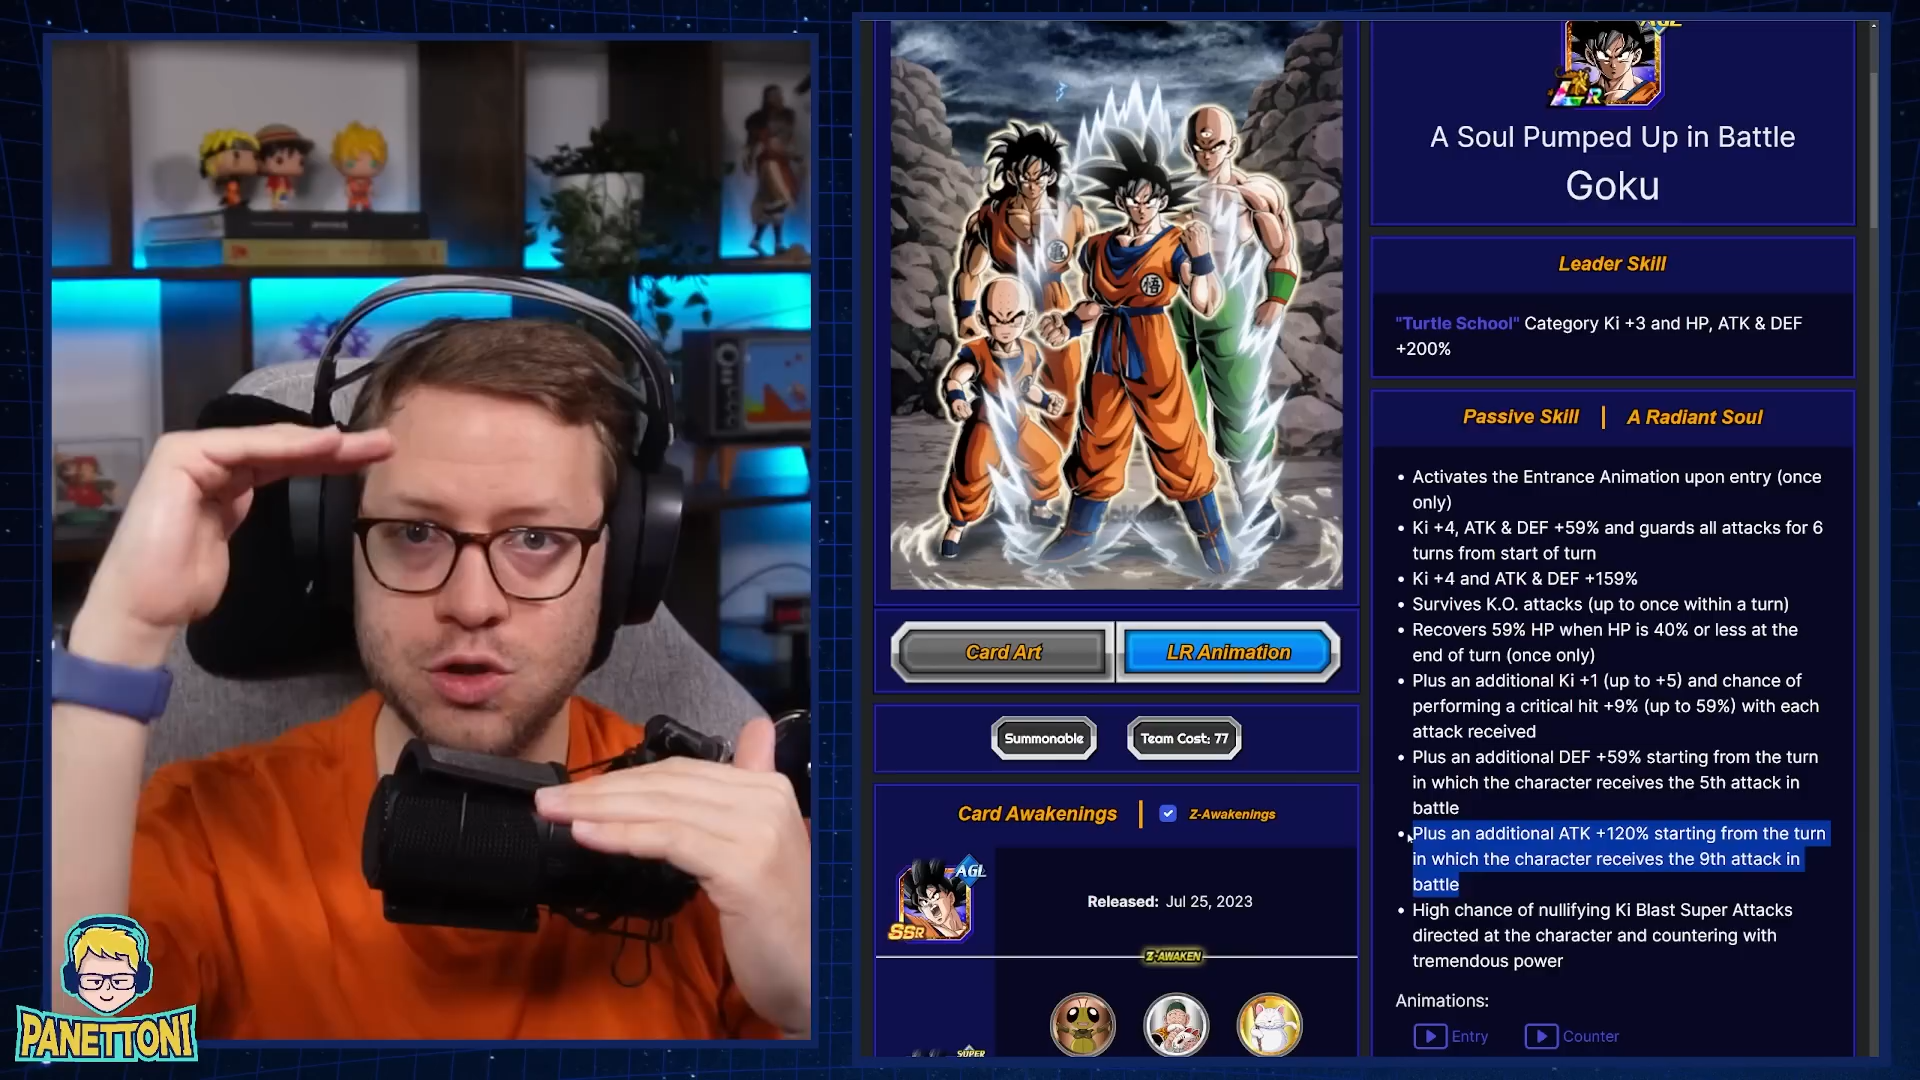 AGL
LR
A Soul Pumped Up in Battle
Goku
Leader Skill
"Turtle School" Category Ki +3 and HP, ATK & DEF
+200%
Passive Skill | A Radiant Soul
• Activates the Entrance Animation upon entry (once
only)
• Ki +4, ATK & DEF +59% and guards all attacks for 6
turns from start of turn
• Ki +4 and ATK & DEF +159%
• Survives K.O. attacks (up to once within a turn)
• Recovers 59% HP when HP is 40% or less at the
end of turn (once only)
• Plus an additional Ki +1 (up to +5) and chance of
performing a critical hit +9% (up to 59%) with each
attack received
• Plus an additional DEF +59% starting from the turn
in which the character receives the 5th attack in
battle
• Plus an additional ATK +120% starting from the turn
in which the character receives the 9th attack in
battle
• High chance of nullifying Ki Blast Super Attacks
directed at the character and countering with
tremendous power
Animations:
Entry Counter
悟
亀
Card Art LR Animation
Summonable Team Cost: 77
Card Awakenings | Z-Awakenings
AGL
SSR
Released: Jul 25, 2023
Z-AWAKEN
SUPER
PANETTONI